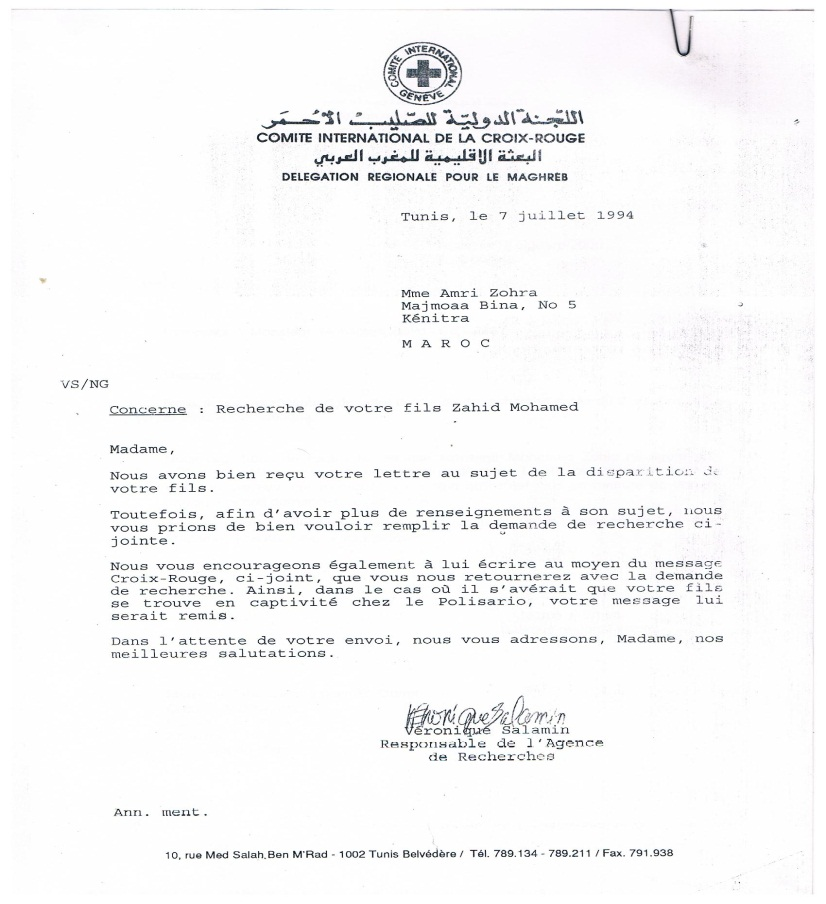 COMITE INTERNATIONAL
GENEVE
اللجنة الدولية للصليب الأحمر
COMITE INTERNATIONAL DE LA CROIX-ROUGE
البعثة الاقليمية للمغرب العربي
DELEGATION REGIONALE POUR LE MAGHREB
Tunis, le 7 juillet 1994
Mme Amri Zohra
Majmoaa Bina, No 5
Kénitra
M A R O C
VS/NG
Concerne : Recherche de votre fils Zahid Mohamed
Madame,
Nous avons bien reçu votre lettre au sujet de la disparition de
votre fils.
Toutefois, afin d'avoir plus de renseignements à son sujet, nous
vous prions de bien vouloir remplir la demande de recherche ci-
jointe.
Nous vous encourageons également à lui écrire au moyen du message
Croix-Rouge, ci-joint, que vous nous retournerez avec la demande
de recherche. Ainsi, dans le cas où il s'avérait que votre fils
se trouve en captivité chez le Polisario, votre message lui
serait remis.
Dans l'attente de votre envoi, nous vous adressons, Madame, nos
meilleures salutations.
Véronique Salamin
Véronique Salamin
Responsable de l'Agence
de Recherches
Ann. ment.
10, rue Med Salah Ben M'Rad - 1002 Tunis Belvédère / Tél. 789.134 - 789.211 / Fax. 791.938